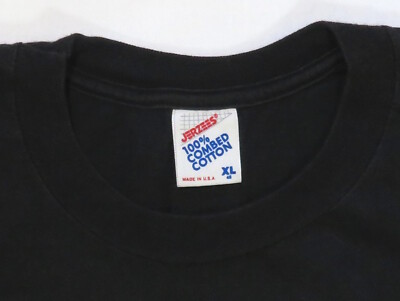 JERZEES
100%
COMBED
COTTON
XL
MADE IN U.S.A.